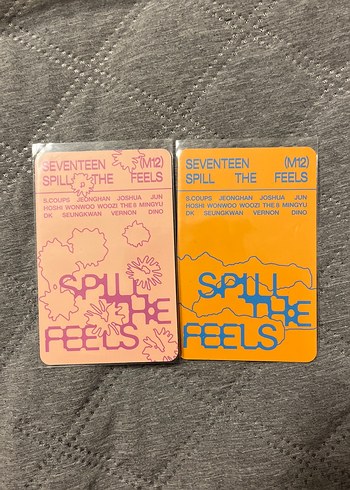 SEVENTEEN (M12)
SPILL THE FEELS
S.COUPS JEONGHAN JOSHUA JUN
HOSHI WONWOO WOOZI THE 8 MINGYU
DK SEUNGKWAN VERNON DINO
SPILL
THE
FEELS
SEVENTEEN (M12)
SPILL THE FEELS
S.COUPS JEONGHAN JOSHUA JUN
HOSHI WONWOO WOOZI THE 8 MINGYU
DK SEUNGKWAN VERNON DINO
SPILL
THE
FEELS